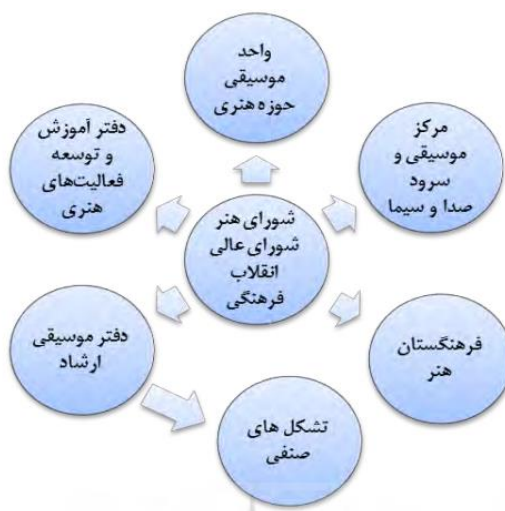 واحد
موسیقی
حوزه هنری
مرکز
موسیقی و
سرود
صدا و سیما
دفتر آموزش
و توسعه
فعالیت‌های
هنری
شورای هنر
شورای عالی
انقلاب
فرهنگی
فرهنگستان
هنر
دفتر موسیقی
ارشاد
تشکل های
صنفی